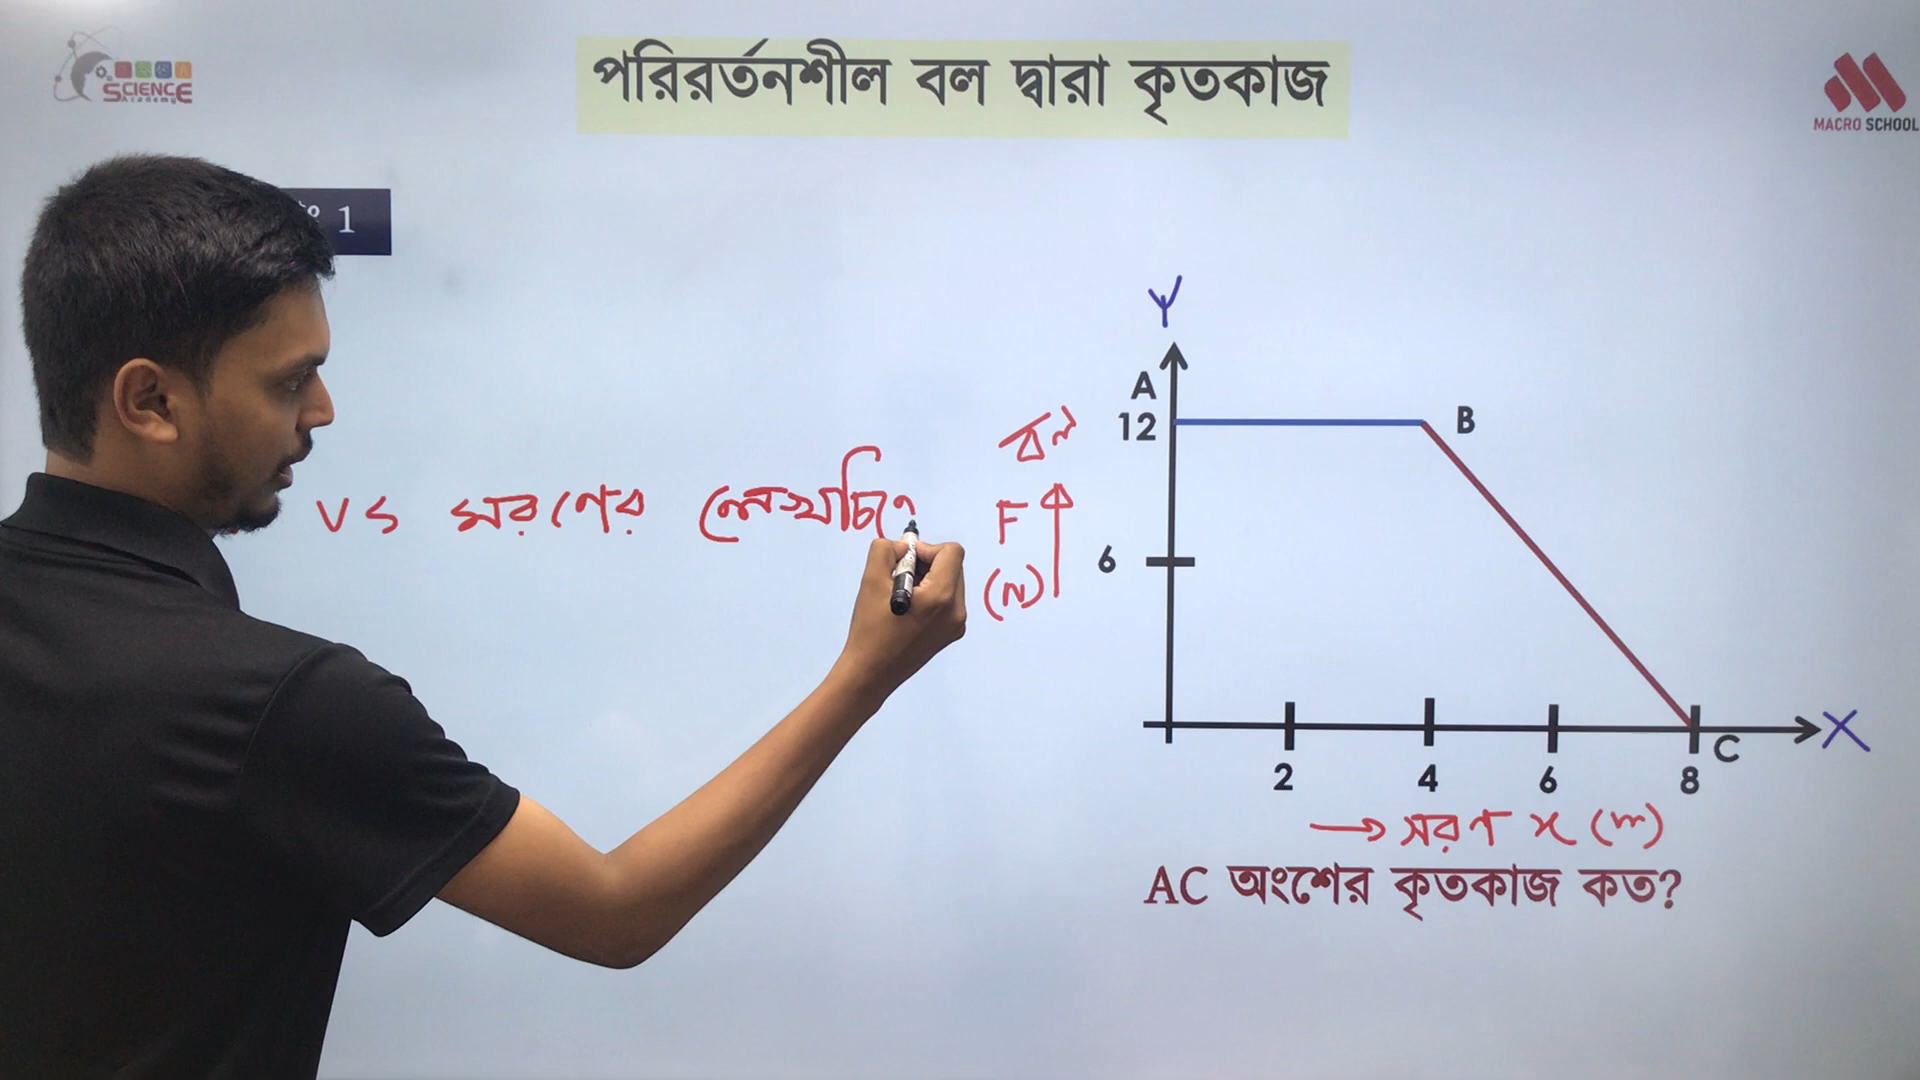 SCIENCE
Academy
পরিরর্তনশীল বল দ্বারা কৃতকাজ
MACRO SCHOOL
1
Y
A
12
B
বল
vs সরণের লেখচি
F
(N)
6
X
C
2 4 6 8
→ সরণ x (m)
AC অংশের কৃতকাজ কত?